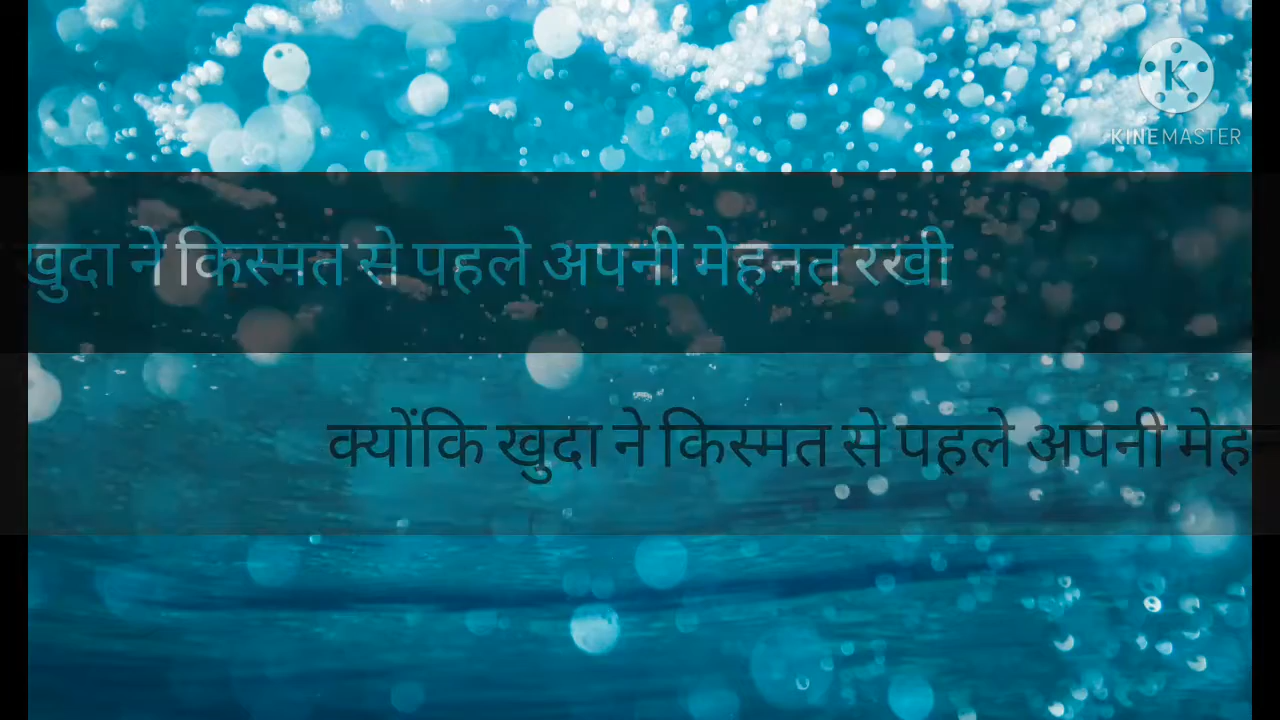 KINEMASTER
खुदा ने किस्मत से पहले अपनी मेहनत रखी
क्योंकि खुदा ने किस्मत से पहले अपनी मेह